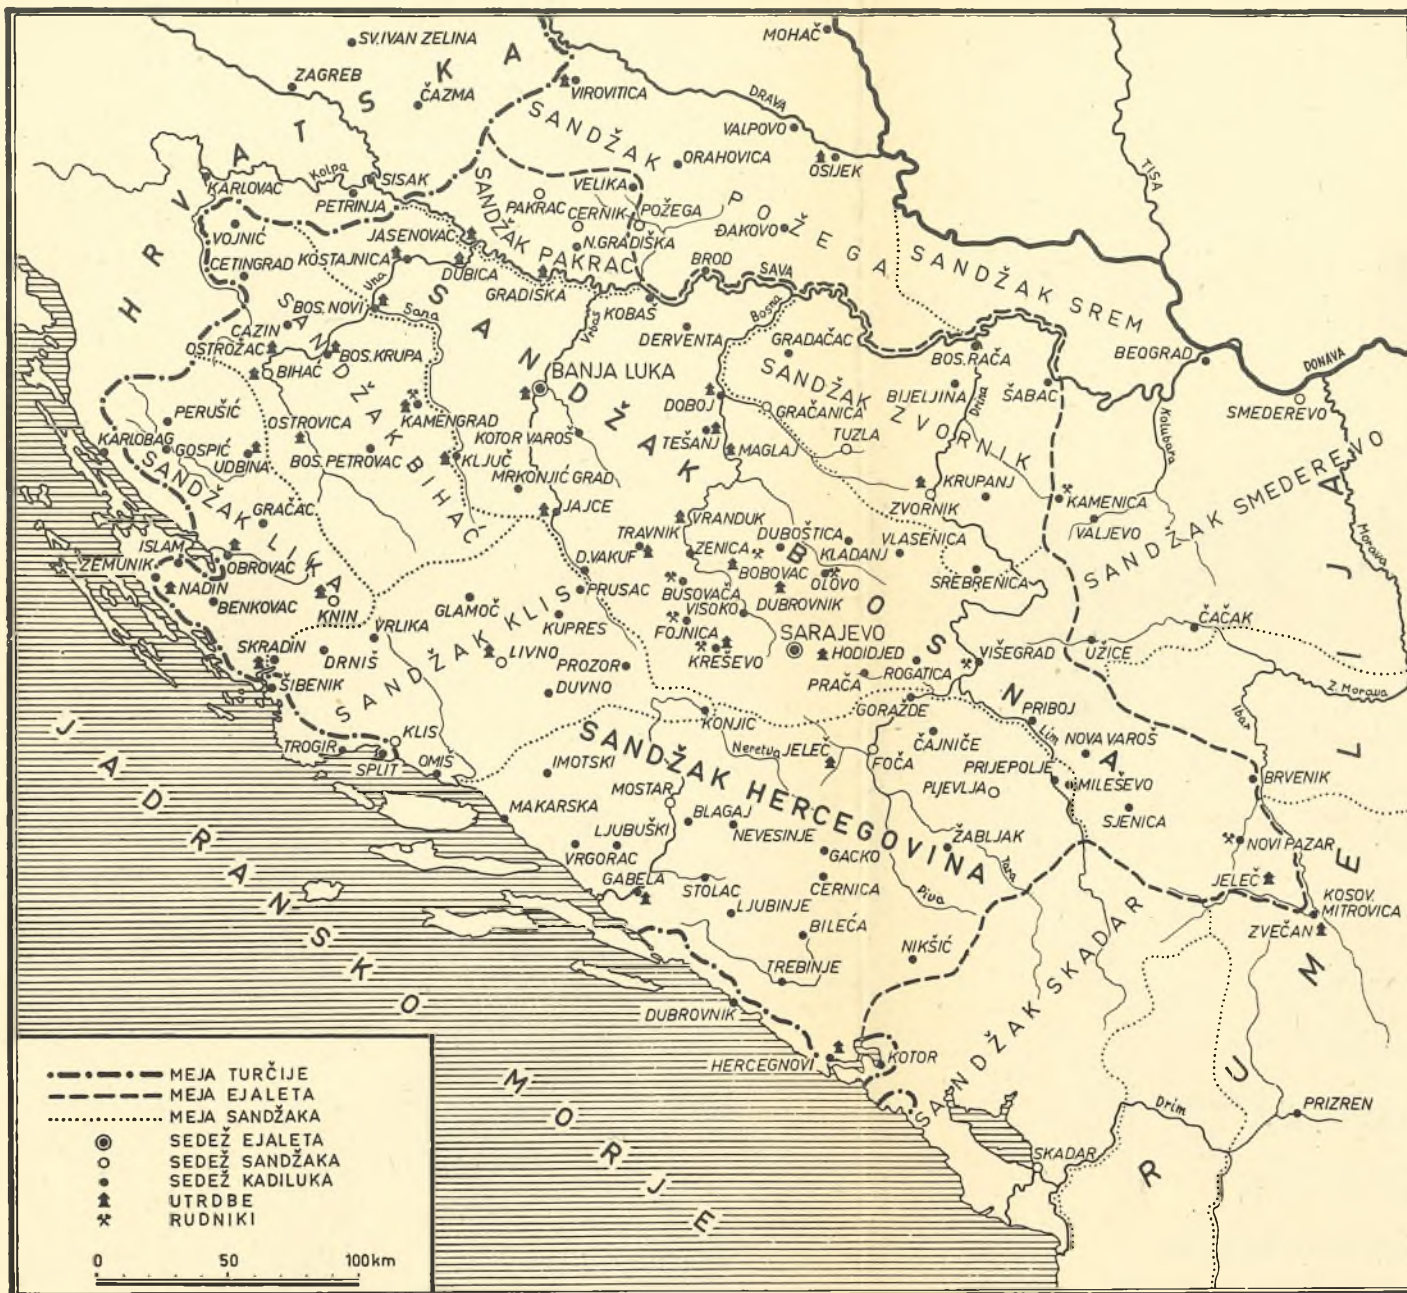 SV.IVAN ZELINA
MOHAČ
ZAGREB
ČAZMA
VIROVITICA
DRAVA
VALPOVO
ORAHOVICA
OSIJEK
TISA
HRVATSKA
SANDŽAK POŽEGA
Kolpa
KARLOVAC
SISAK
PETRINJA
VELIKA
PAKRAC
ČERNIK
POŽEGA
ĐAKOVO
SANDŽAK PAKRAC
VOJNIĆ
JASENOVAC
N.GRADIŠKA
CETINGRAD
KOSTAJNICA
DUBICA
BROD
SAVA
SANDŽAK SREM
Una
GRADIŠKA
KOBAŠ
BOS.NOVI
Sana
Vrbas
Bosna
DERVENTA
CAZIN
GRADAČAC
BOS.RAČA
BEOGRAD
DONAVA
OSTROŽAC
BOS.KRUPA
BIHAĆ
BANJA LUKA
BIJELJINA
Drina
ŠABAC
SMEDEREVO
SANDŽAK BIHAĆ
SANDŽAK ZVORNIK
PERUŠIĆ
OSTROVICA
KAMENGRAD
DOBOJ
GRAČANICA
Kolubara
KARLOBAG
GOSPIĆ
UDBINA
BOS.PETROVAC
KOTOR VAROŠ
KLJUČ
TEŠANJ
MAGLAJ
TUZLA
SANDŽAK BOSNA
MRKONJIĆ GRAD
KRUPANJ
KAMENICA
SANDŽAK SMEDEREVO
SANDŽAK LIKA
GRAČAC
JAJCE
ZVORNIK
VALJEVO
VRANDUK
TRAVNIK
DUBOŠTICA
KLADANJ
VLASENICA
Morava
ISLAM
ZEMUNIK
OBROVAC
ZENICA
NADIN
D.VAKUF
BOBOVAC
OLOVO
SREBRENICA
BENKOVAC
KNIN
GLAMOČ
PRUSAC
BUSOVAČA
VISOKO
DUBROVNIK
SANDŽAK KLIS
VRLIKA
KUPRES
FOJNICA
SARAJEVO
ČAČAK
SKRADIN
DRNIŠ
LIVNO
PROZOR
KREŠEVO
HODIDJED
ROGATICA
VIŠEGRAD
UŽICE
ŠIBENIK
DUVNO
PRAČA
GORAŽDE
Z.Morava
Ibar
KLIS
KONJIC
PRIBOJ
TROGIR
SPLIT
OMIŠ
IMOTSKI
Neretva
JELEČ
FOČA
ČAJNIČE
Lim
NOVA VAROŠ
PRIJEPOLJE
MILEŠEVO
BRVENIK
SANDŽAK HERCEGOVINA
MOSTAR
PLJEVLJA
MAKARSKA
BLAGAJ
NEVESINJE
SJENICA
LJUBUŠKI
ŽABLJAK
VRGORAC
GACKO
NOVI PAZAR
GABELA
STOLAC
ČERNICA
Piva
Tara
JELEČ
KOSOV.
MITROVICA
LJUBINJE
BILEĆA
ZVEČAN
NIKŠIĆ
TREBINJE
SANDŽAK SKADAR
DUBROVNIK
HERCEGNOVI
KOTOR
Drim
PRIZREN
SKADAR
RUMELIJA
JADRANSKO MORJE
MEJA TURČIJE
MEJA EJALETA
MEJA SANDŽAKA
SEDEŽ EJALETA
SEDEŽ SANDŽAKA
SEDEŽ KADILUKA
UTRDBE
RUDNIKI
0 50 100km